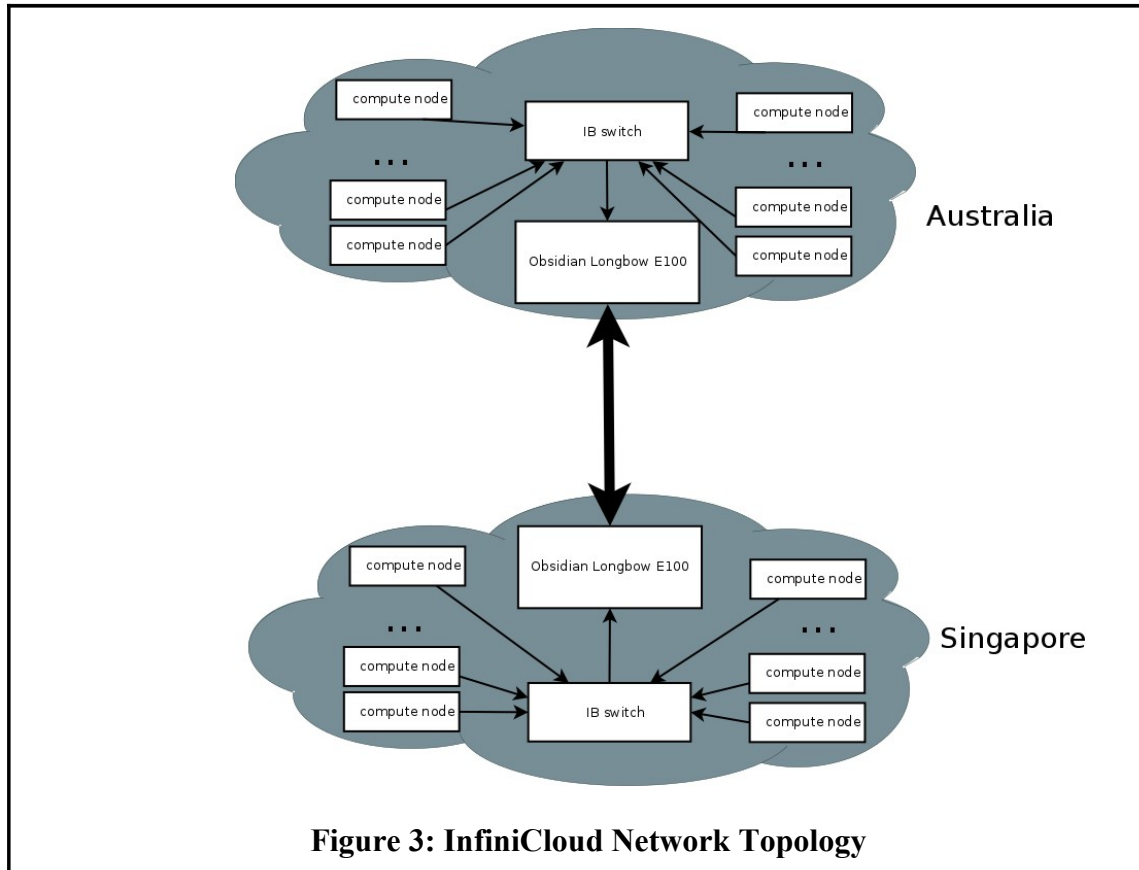 compute node
compute node
IB switch
...
...
compute node
compute node
compute node
compute node
Australia
Obsidian Longbow E100
Obsidian Longbow E100
compute node
compute node
...
...
Singapore
compute node
compute node
compute node
compute node
IB switch
Figure 3: InfiniCloud Network Topology